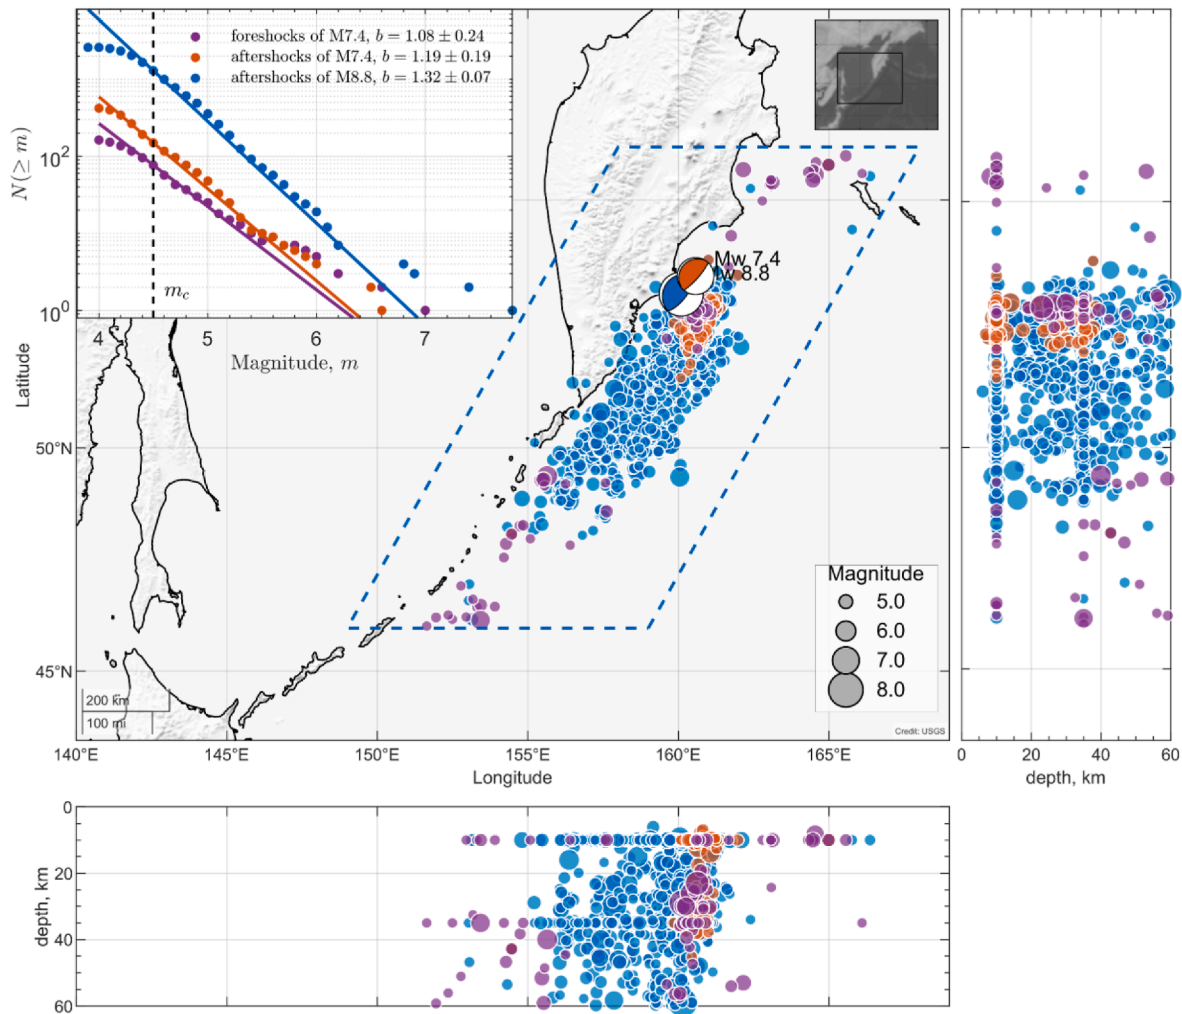 foreshocks of M7.4, b = 1.08 ± 0.24
aftershocks of M7.4, b = 1.19 ± 0.19
aftershocks of M8.8, b = 1.32 ± 0.07
N(≥ m)
10²
10⁰
m_c
4 5 6 7
Magnitude, m
Mw 7.4
Mw 8.8
Latitude
50°N
45°N
200 km
100 mi
Magnitude
5.0
6.0
7.0
8.0
Credit: USGS
140°E 145°E 150°E 155°E 160°E 165°E
Longitude
0 20 40 60
depth, km
0
20
40
60
depth, km